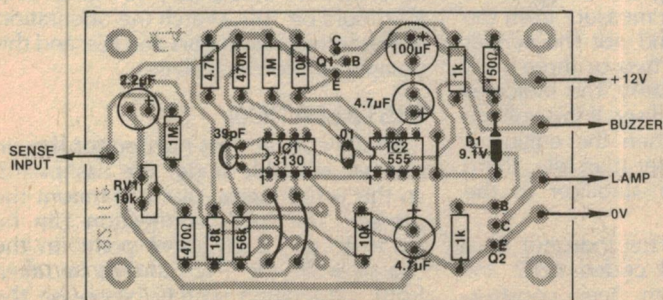 4.7k
470k
1M
10k
C
Q1
B
E
100µF
1k
150Ω
+12V
2.2µF
4.7µF
BUZZER
1M
39pF
IC1
3130
.01
IC2
555
D1
9.1V
SENSE
INPUT
1
1
LAMP
RV1
10k
0V
470Ω
18k
56k
10k
4.7µF
1k
B
C
E
Q2